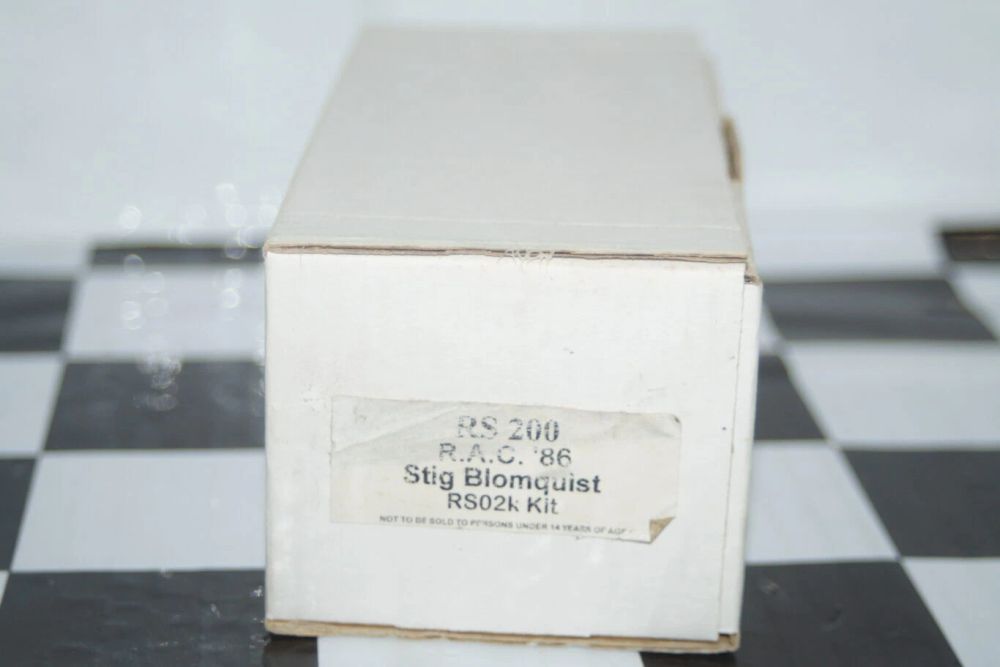 RS 200
R.A.C. '86
Stig Blomquist
RS02k Kit
NOT TO BE SOLD TO PERSONS UNDER 14 YEARS OF AGE